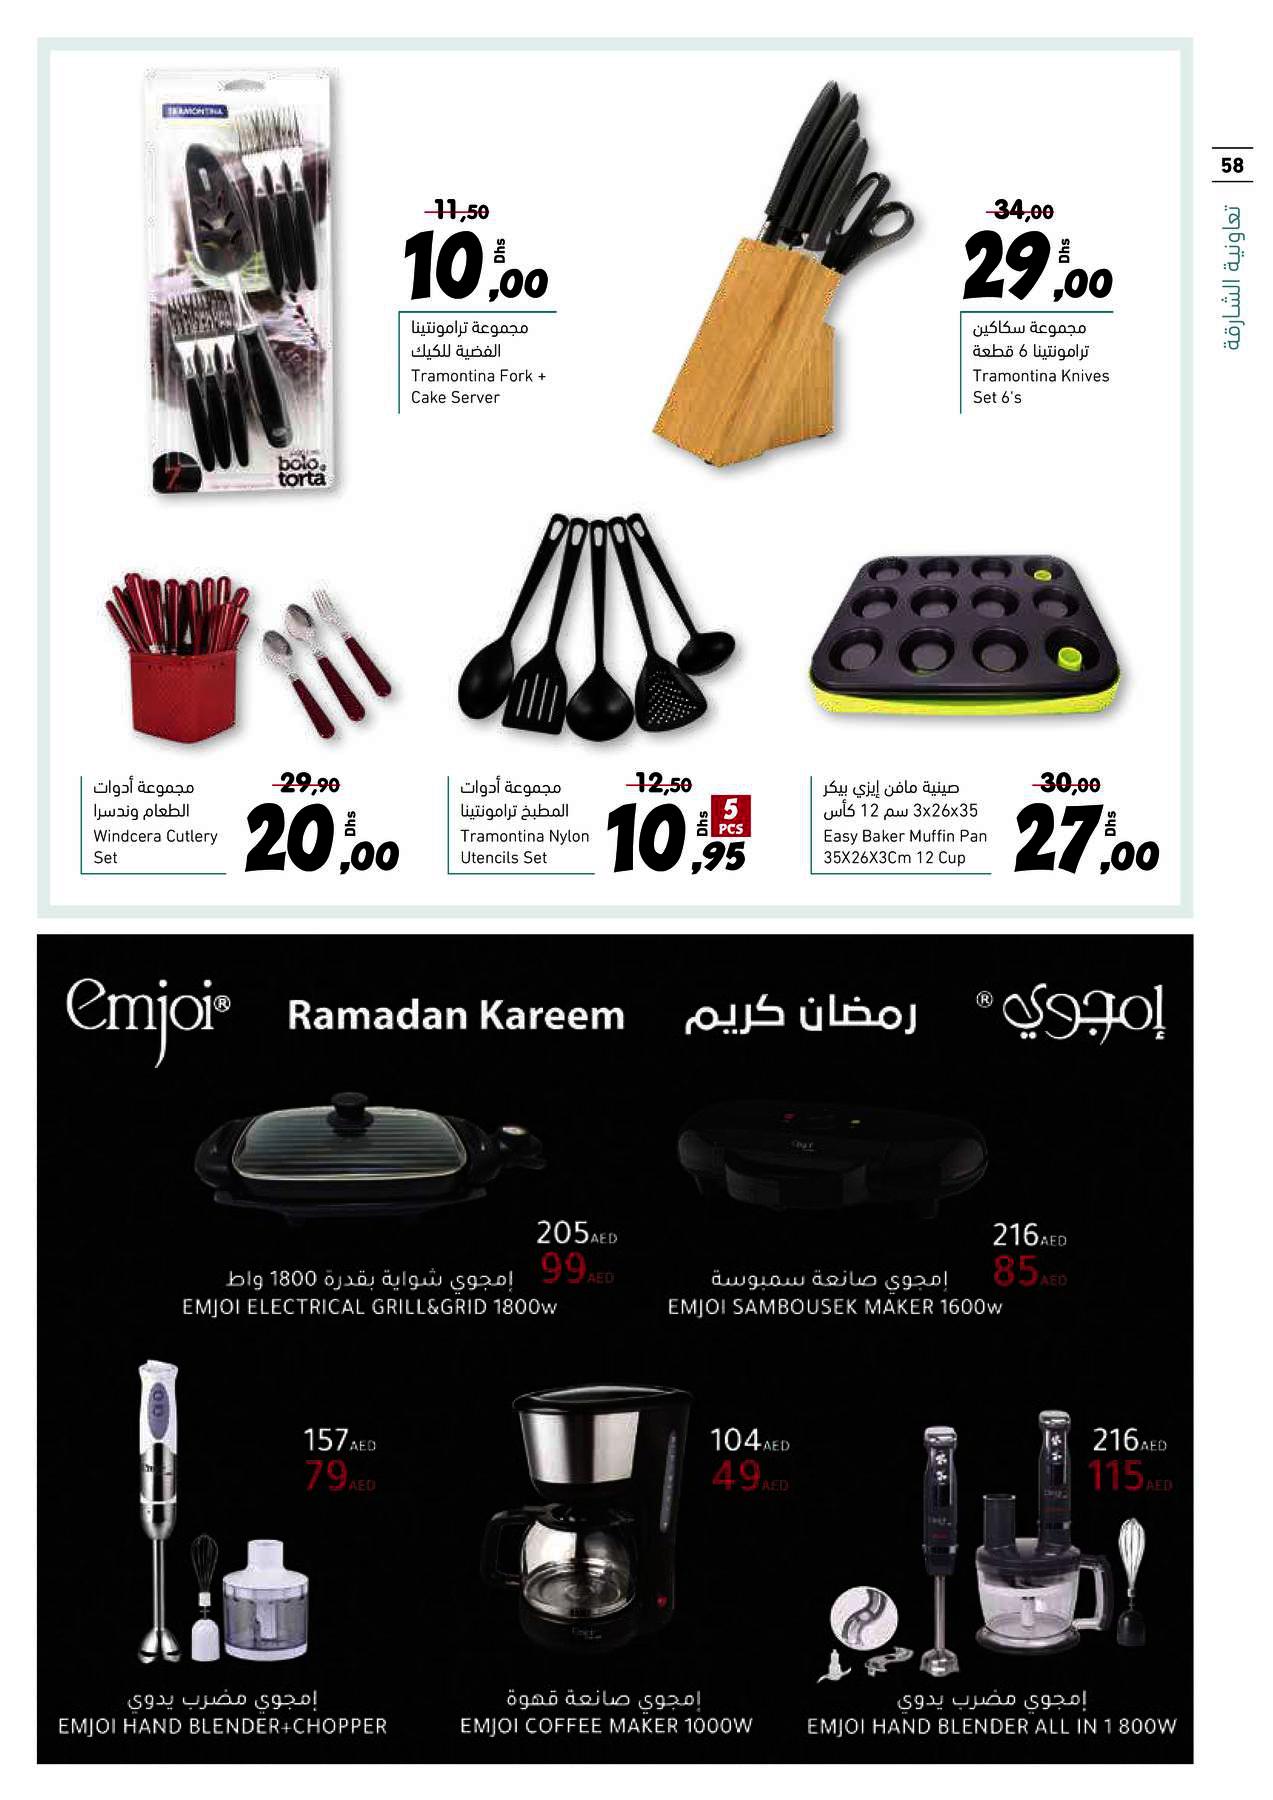 58
تعاونية الشارقة
TRAMONTINA
7
bolo e
torta
11,50
10,00 Dhs
مجموعة ترامونتينا
الفضية للكيك
Tramontina Fork +
Cake Server
34,00
29,00 Dhs
مجموعة سكاكين
ترامونتينا 6 قطعة
Tramontina Knives
Set 6's
مجموعة أدوات
الطعام وندسرا
Windcera Cutlery
Set
29,90
20,00 Dhs
مجموعة أدوات
المطبخ ترامونتينا
Tramontina Nylon
Utencils Set
12,50
10,95 Dhs
5
PCS
صينية مافن إيزي بيكر
3x26x35 سم 12 كأس
Easy Baker Muffin Pan
35X26X3Cm 12 Cup
30,00
27,00 Dhs
emjoi®
Ramadan Kareem
رمضان كريم
إمجوي®
205AED
99AED
إمجوي شواية بقدرة 1800 واط
EMJOI ELECTRICAL GRILL&GRID 1800w
216AED
85AED
إمجوي صانعة سمبوسة
EMJOI SAMBOUSEK MAKER 1600w
157AED
79AED
إمجوي مضرب يدوي
EMJOI HAND BLENDER+CHOPPER
104AED
49AED
إمجوي صانعة قهوة
EMJOI COFFEE MAKER 1000W
216AED
115AED
إمجوي مضرب يدوي
EMJOI HAND BLENDER ALL IN 1 800W